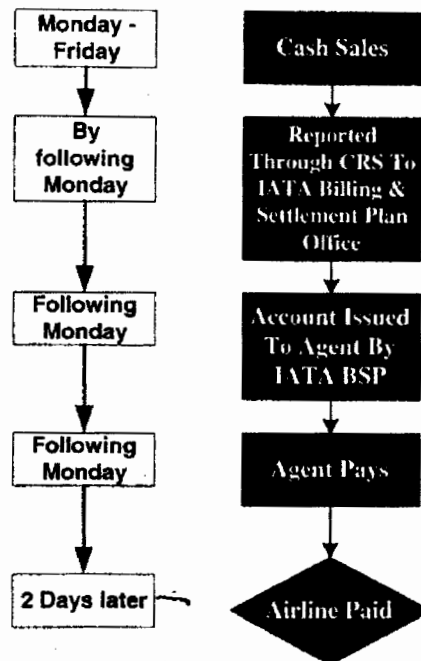 Monday -
Friday
Cash Sales
By
following
Monday
Reported
Through CRS To
IATA Billing &
Settlement Plan
Office
Following
Monday
Account Issued
To Agent By
IATA BSP
Following
Monday
Agent Pays
2 Days later
Airline Paid